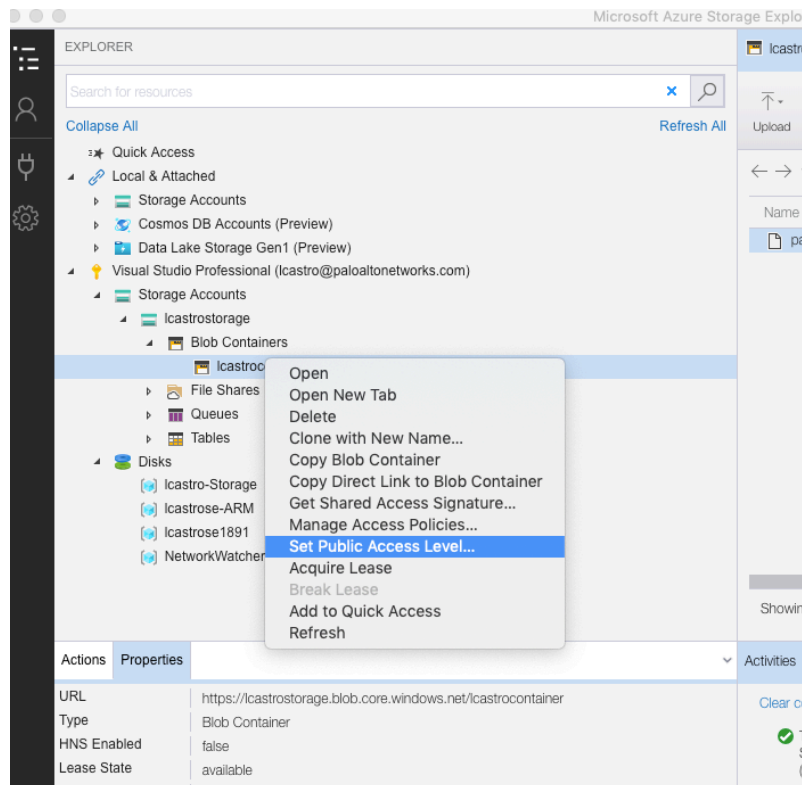 Microsoft Azure Storage Explo
EXPLORER
Search for resources
Collapse All
Refresh All
Quick Access
Local & Attached
Storage Accounts
Cosmos DB Accounts (Preview)
Data Lake Storage Gen1 (Preview)
Visual Studio Professional (lcastro@paloaltonetworks.com)
Storage Accounts
lcastrostorage
Blob Containers
lcastroc
File Shares
Queues
Tables
Disks
lcastro-Storage
lcastrose-ARM
lcastrose1891
NetworkWatcher
Open
Open New Tab
Delete
Clone with New Name...
Copy Blob Container
Copy Direct Link to Blob Container
Get Shared Access Signature...
Manage Access Policies...
Set Public Access Level...
Acquire Lease
Break Lease
Add to Quick Access
Refresh
Actions Properties
URL https://lcastrostorage.blob.core.windows.net/lcastrocontainer
Type Blob Container
HNS Enabled false
Lease State available
lcastr
Upload
Name
pa
Showin
Activities
Clear c